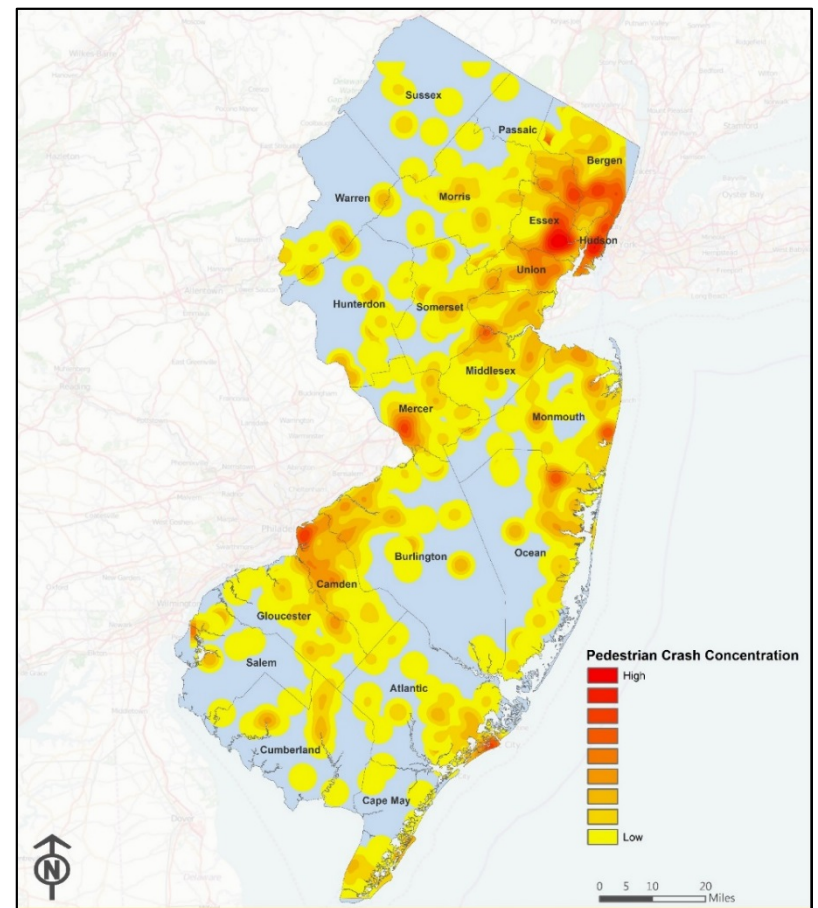 Sussex
Passaic
Bergen
Warren
Morris
Essex
Hudson
Union
Hunterdon
Somerset
Middlesex
Mercer
Monmouth
Burlington
Ocean
Camden
Gloucester
Salem
Atlantic
Cumberland
Cape May
Pedestrian Crash Concentration
High
Low
N
0 5 10 20
Miles